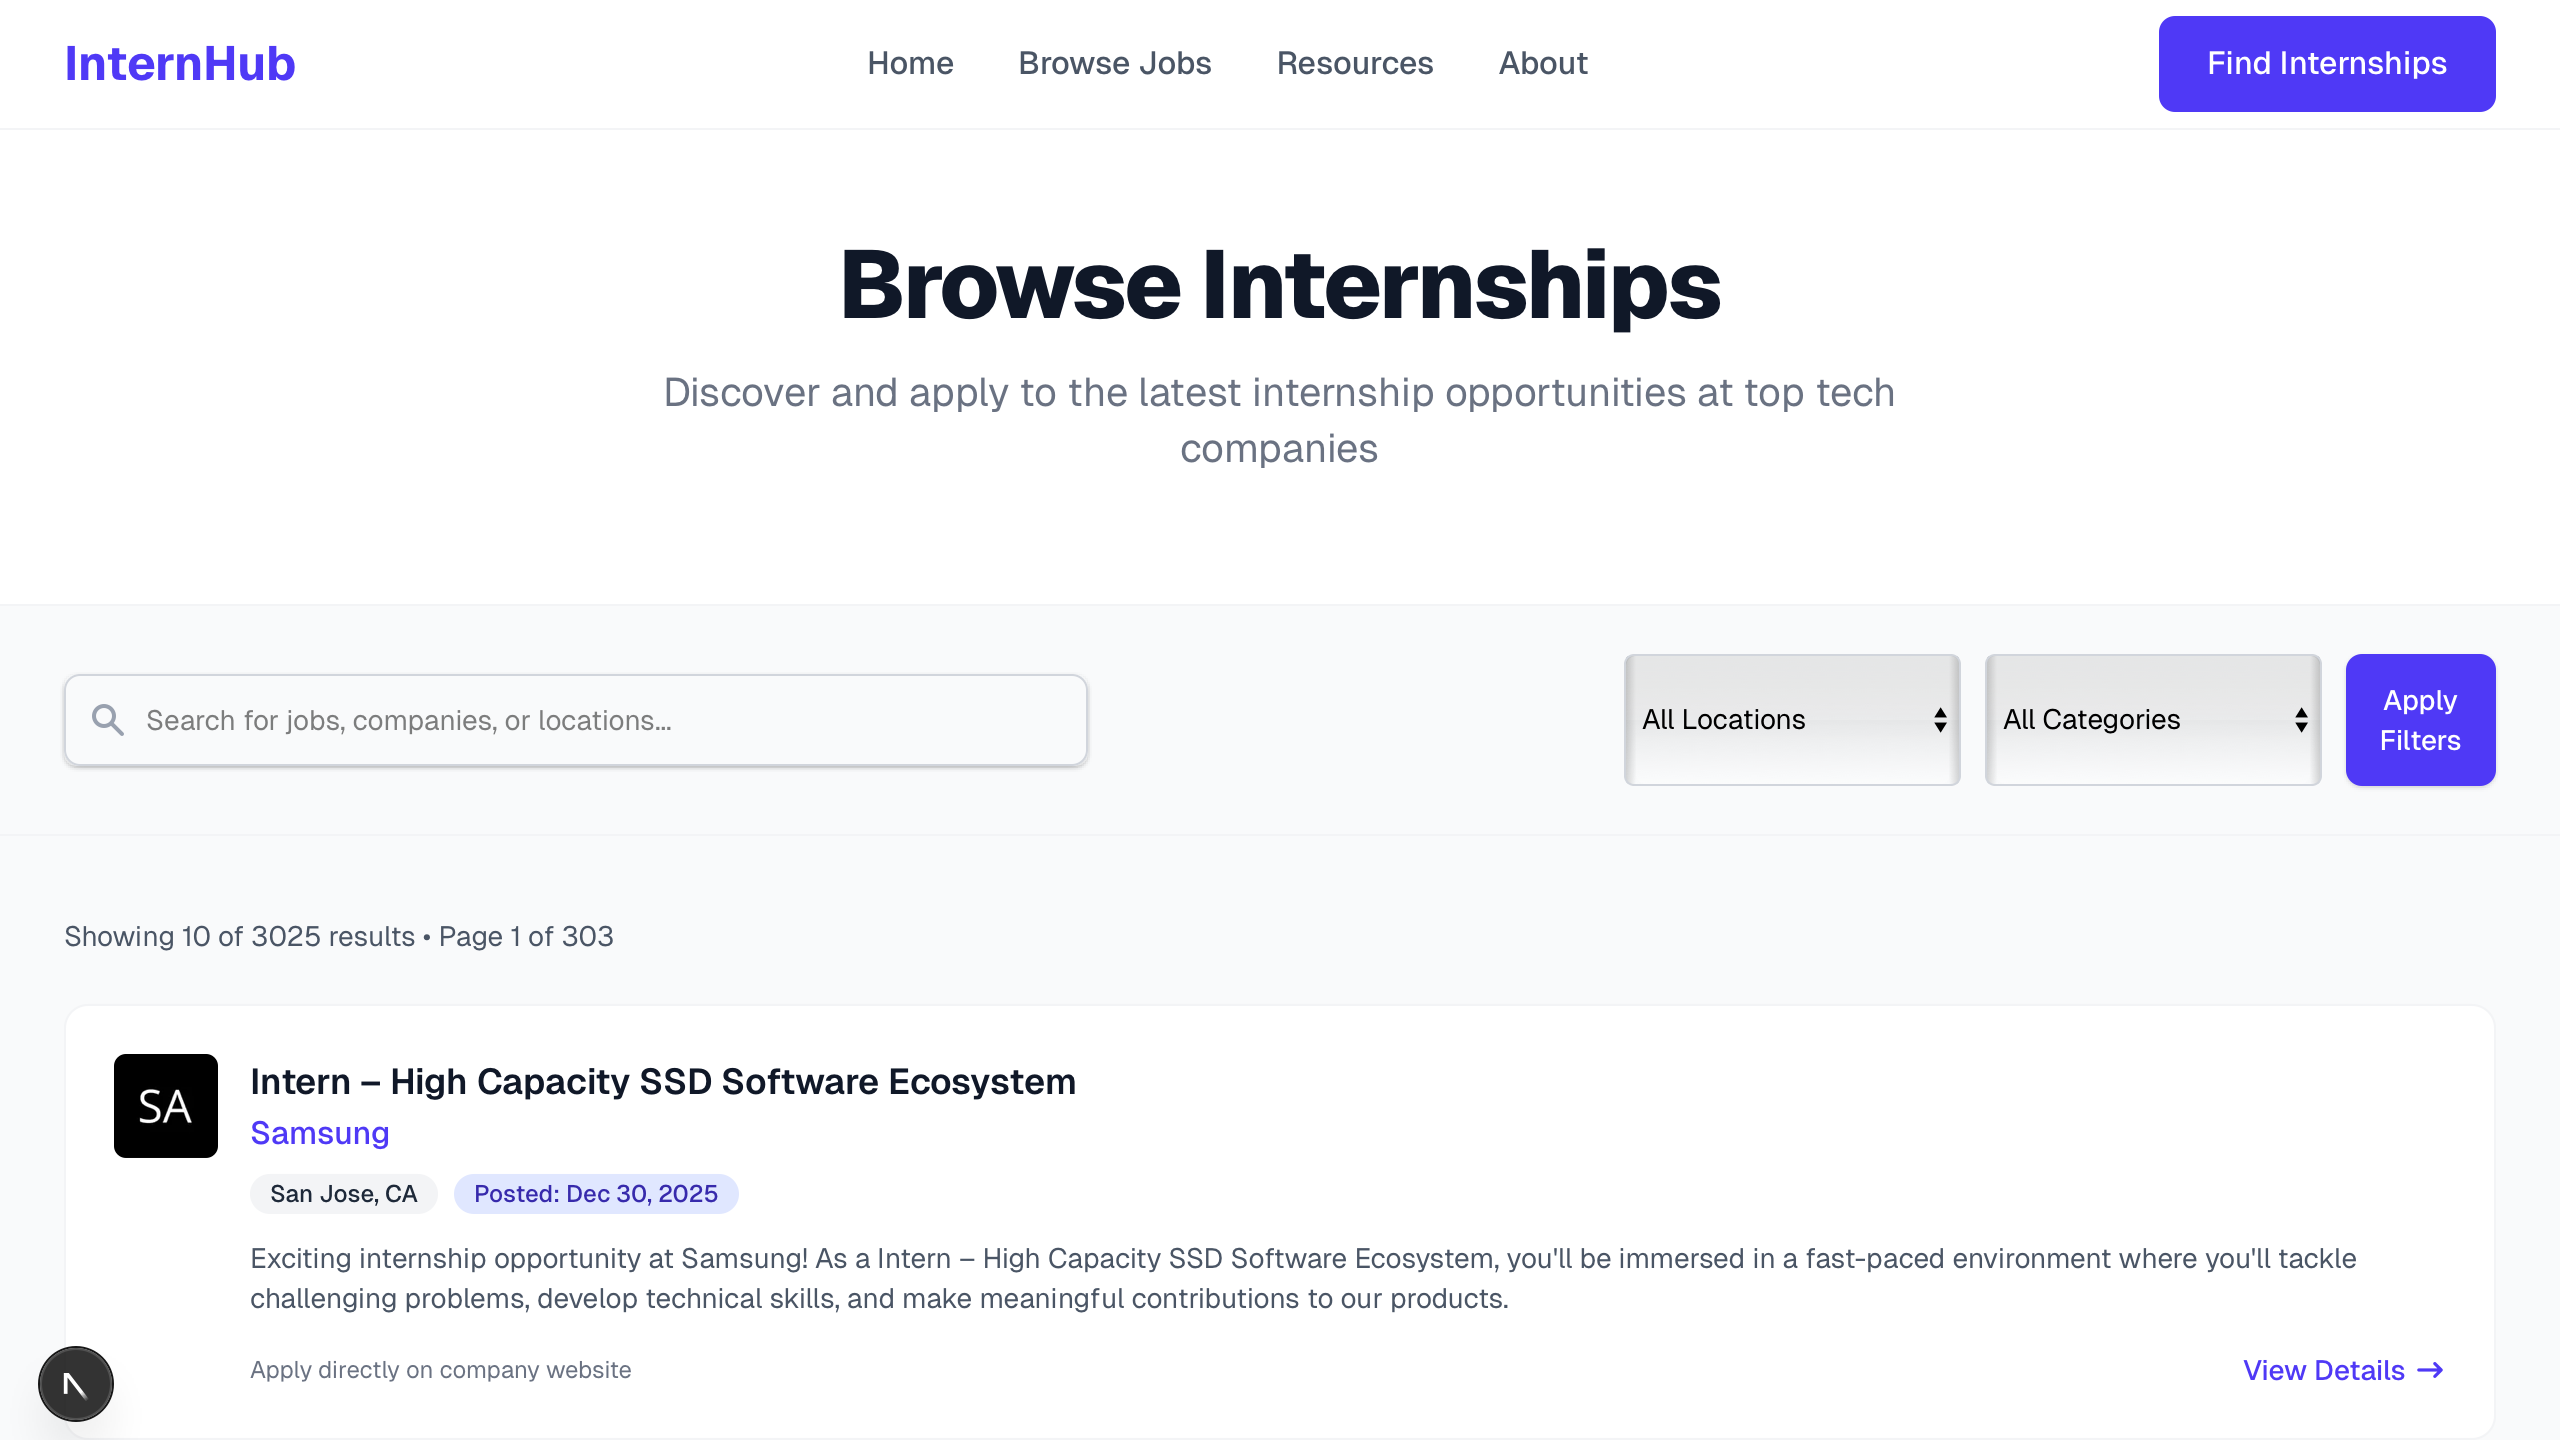 InternHub
Home
Browse Jobs
Resources
About
Find Internships
Browse Internships
Discover and apply to the latest internship opportunities at top tech
companies
Search for jobs, companies, or locations...
All Locations
All Categories
Apply
Filters
Showing 10 of 3025 results • Page 1 of 303
SA
Intern – High Capacity SSD Software Ecosystem
Samsung
San Jose, CA
Posted: Dec 30, 2025
Exciting internship opportunity at Samsung! As a Intern – High Capacity SSD Software Ecosystem, you'll be immersed in a fast-paced environment where you'll tackle
challenging problems, develop technical skills, and make meaningful contributions to our products.
Apply directly on company website
View Details →
N